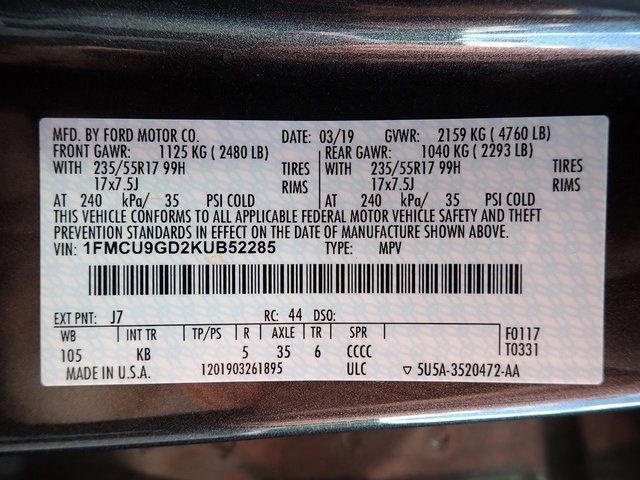 MFD. BY FORD MOTOR CO. DATE: 03/19 GVWR: 2159 KG ( 4760 LB)
FRONT GAWR: 1125 KG ( 2480 LB) REAR GAWR: 1040 KG ( 2293 LB)
WITH 235/55R17 99H TIRES WITH 235/55R17 99H TIRES
17x7.5J RIMS 17x7.5J RIMS
AT 240 kPa/ 35 PSI COLD AT 240 kPa/ 35 PSI COLD
THIS VEHICLE CONFORMS TO ALL APPLICABLE FEDERAL MOTOR VEHICLE SAFETY AND THEFT
PREVENTION STANDARDS IN EFFECT ON THE DATE OF MANUFACTURE SHOWN ABOVE.
VIN: 1FMCU9GD2KUB52285 TYPE: MPV
EXT PNT: J7 RC: 44 DSO:
WB INT TR TP/PS R AXLE TR SPR F0117
105 KB 5 35 6 CCCC T0331
MADE IN U.S.A. 1201903261895 ULC ▽ 5U5A-3520472-AA